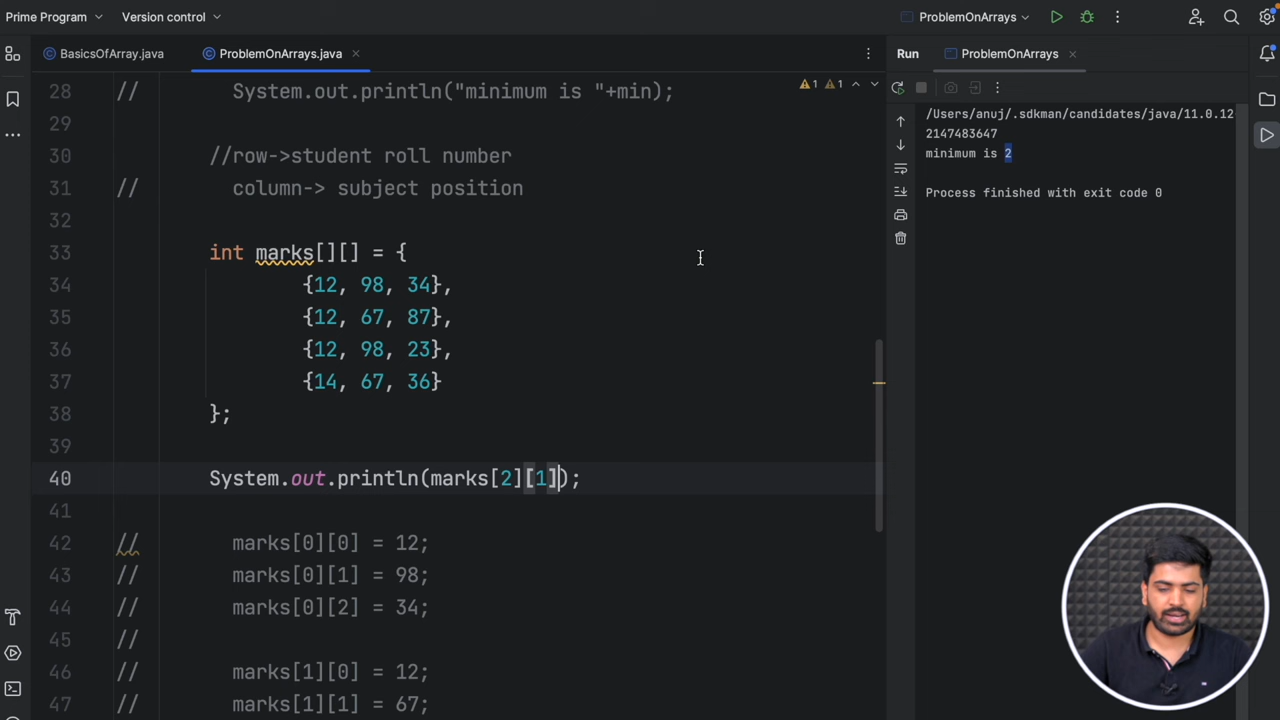 Prime Program Version control ProblemOnArrays
BasicsOfArray.java ProblemOnArrays.java Run ProblemOnArrays
1 1
28 // System.out.println("minimum is "+min);
29
30 //row->student roll number
31 // column-> subject position
32
33 int marks[][] = {
34 {12, 98, 34},
35 {12, 67, 87},
36 {12, 98, 23},
37 {14, 67, 36}
38 };
39
40 System.out.println(marks[2][1]);
41
42 // marks[0][0] = 12;
43 // marks[0][1] = 98;
44 // marks[0][2] = 34;
45 //
46 // marks[1][0] = 12;
47 // marks[1][1] = 67;
/Users/anuj/.sdkman/candidates/java/11.0.12
2147483647
minimum is 2
Process finished with exit code 0